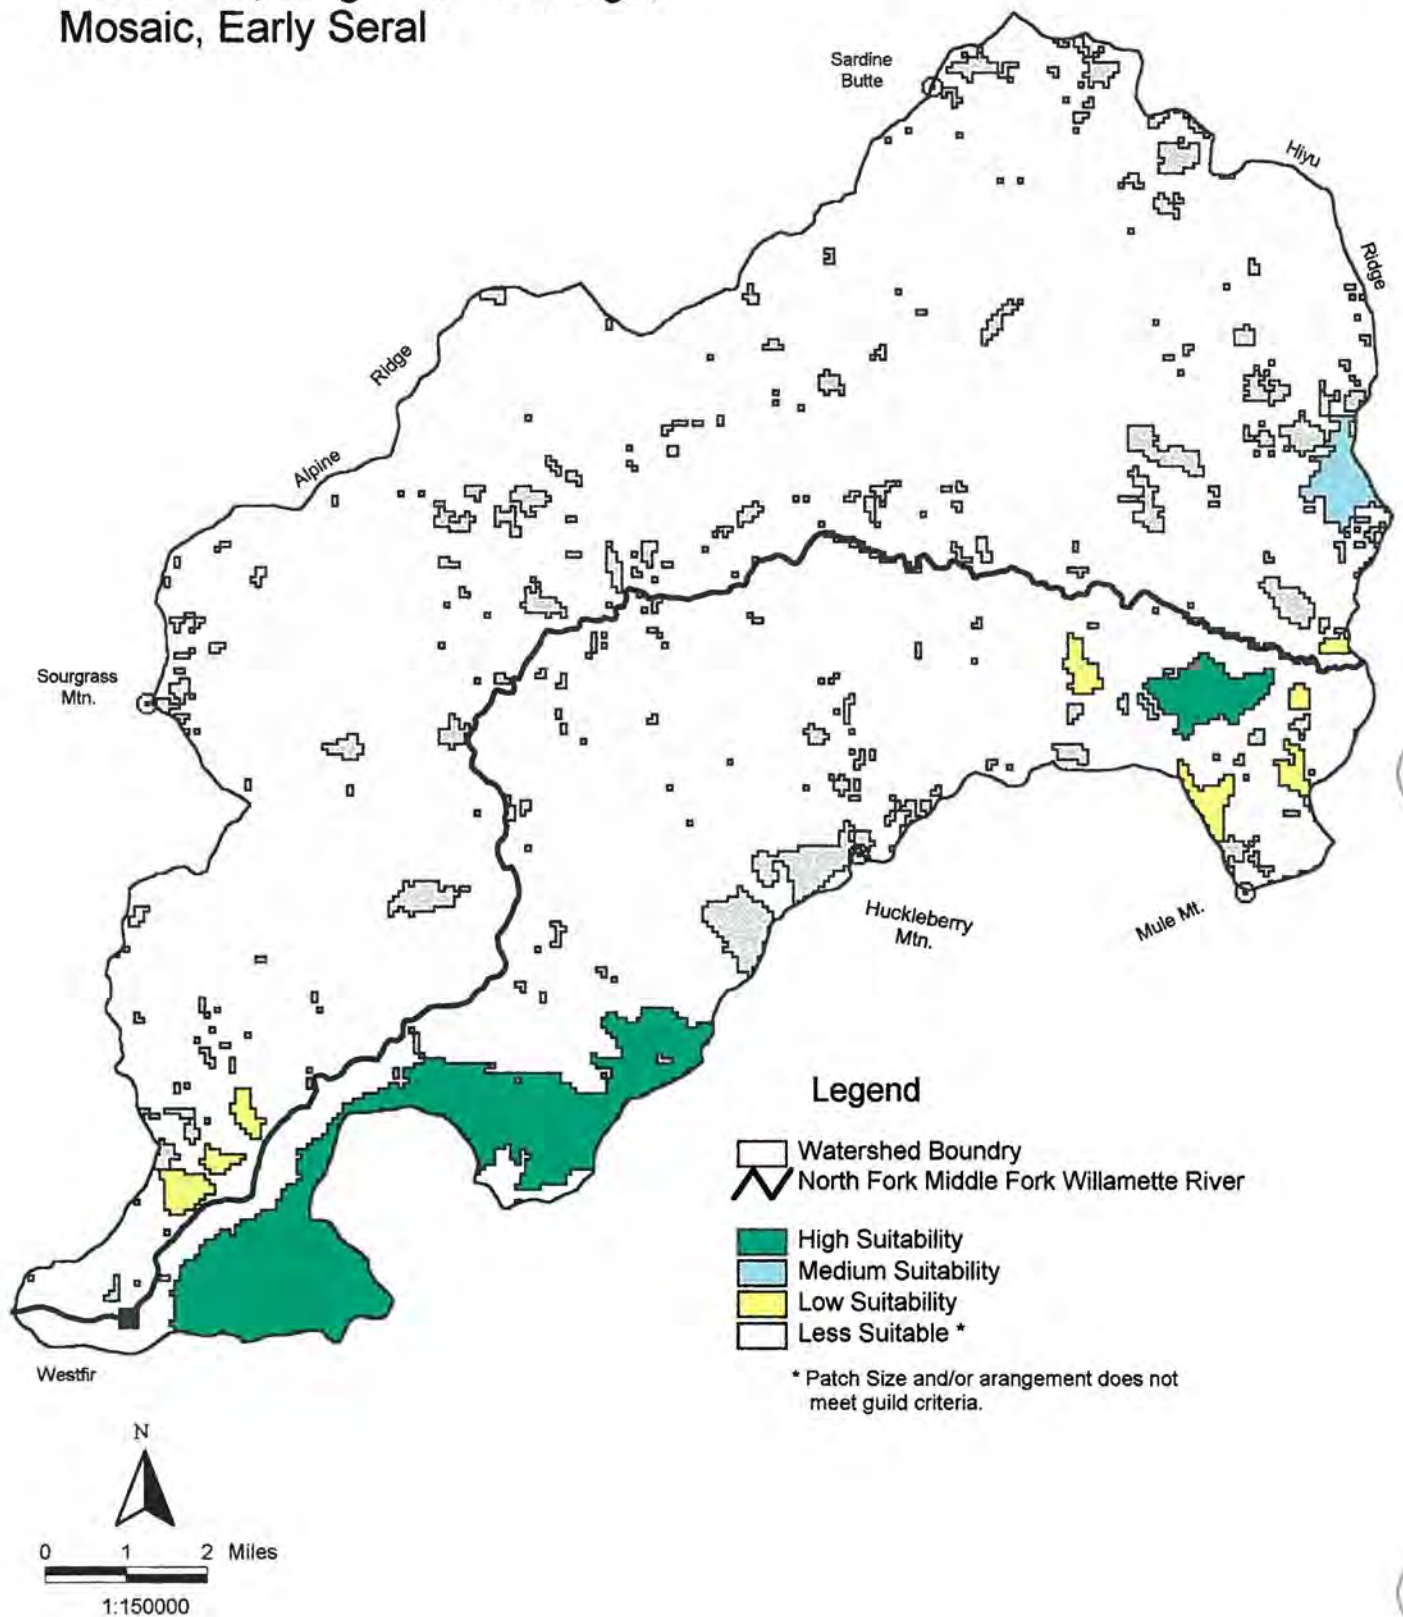 Mosaic, Early Seral
Sardine
Butte
Hiyu
Ridge
Ridge
Alpine
Sourgrass
Mtn.
Huckleberry
Mtn.
Mule Mt.
Legend
Watershed Boundry
North Fork Middle Fork Willamette River
High Suitability
Medium Suitability
Low Suitability
Less Suitable *
* Patch Size and/or arangement does not
meet guild criteria.
Westfir
N
0 1 2 Miles
1:150000